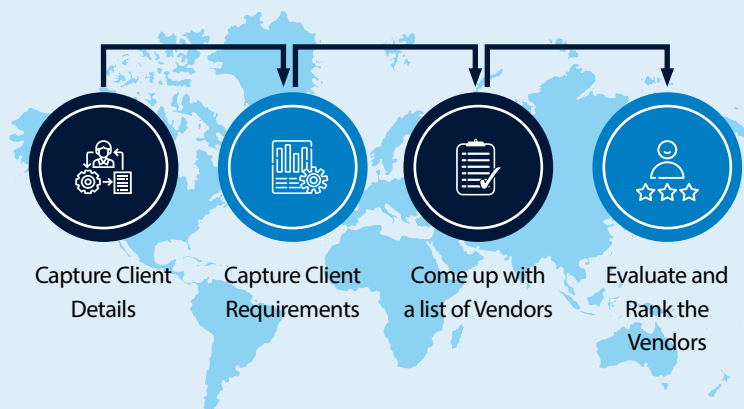 Capture Client
Details
Capture Client
Requirements
Come up with
a list of Vendors
Evaluate and
Rank the
Vendors